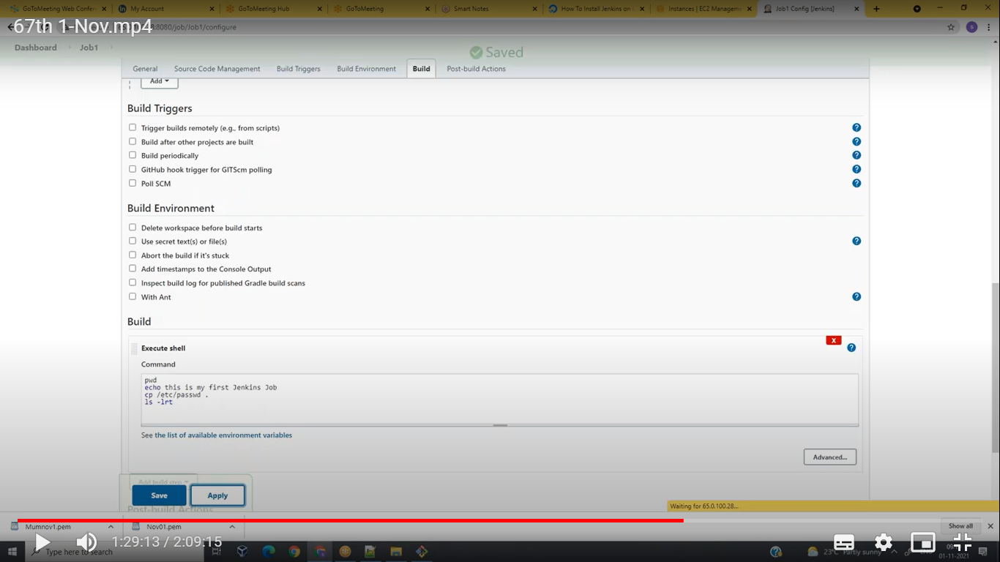 GoToMeeting Web Confe
My Account
GoToMeeting Hub
GoToMeeting
Smart Notes
How To Install Jenkins on
Instances | EC2 Manageme
Job1 Config [Jenkins]
67th 1-Nov.mp4
:8080/job/Job1/configure
Dashboard
Job1
Saved
General
Source Code Management
Build Triggers
Build Environment
Build
Post-build Actions
Add
Build Triggers
Trigger builds remotely (e.g., from scripts)
Build after other projects are built
Build periodically
GitHub hook trigger for GITScm polling
Poll SCM
Build Environment
Delete workspace before build starts
Use secret text(s) or file(s)
Abort the build if it's stuck
Add timestamps to the Console Output
Inspect build log for published Gradle build scans
With Ant
Build
Execute shell
X
Command
pwd
echo this is my first Jenkins Job
cp /etc/passwd .
ls -lrt
See the list of available environment variables
Advanced...
Add build step
Save
Apply
Post-build Actions
Waiting for 65.0.100.28...
Mumnov1.pem
Nov01.pem
Show all
1:29:13 / 2:09:15
Type here to search
23°C Partly sunny
01-11-2021